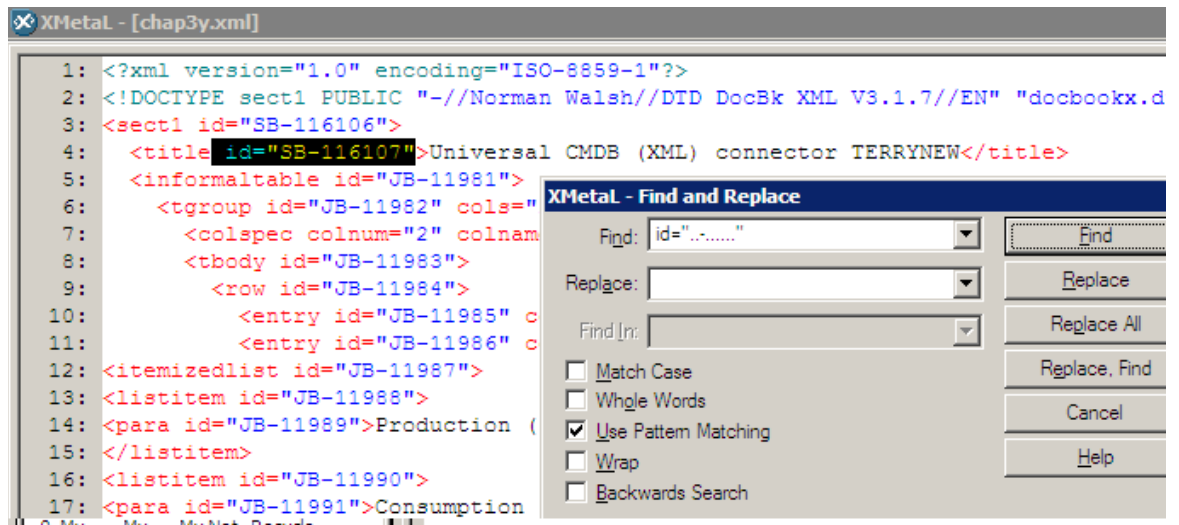 XMetaL - [chap3y.xml]
1: <?xml version="1.0" encoding="ISO-8859-1"?>
2: <!DOCTYPE sect1 PUBLIC "-//Norman Walsh//DTD DocBk XML V3.1.7//EN" "docbookx.d
3: <sect1 id="SB-116106">
4: <title id="SB-116107">Universal CMDB (XML) connector TERRYNEW</title>
5: <informaltable id="JB-11981">
6: <tgroup id="JB-11982" cols="
7: <colspec colnum="2" colnam
8: <tbody id="JB-11983">
9: <row id="JB-11984">
10: <entry id="JB-11985" c
11: <entry id="JB-11986" c
12: <itemizedlist id="JB-11987">
13: <listitem id="JB-11988">
14: <para id="JB-11989">Production (
15: </listitem>
16: <listitem id="JB-11990">
17: <para id="JB-11991">Consumption
XMetaL - Find and Replace
Find: id="..-......"
Find
Replace:
Replace
Find In:
Replace All
Match Case
Replace, Find
Whole Words
Cancel
Use Pattern Matching
Wrap
Help
Backwards Search